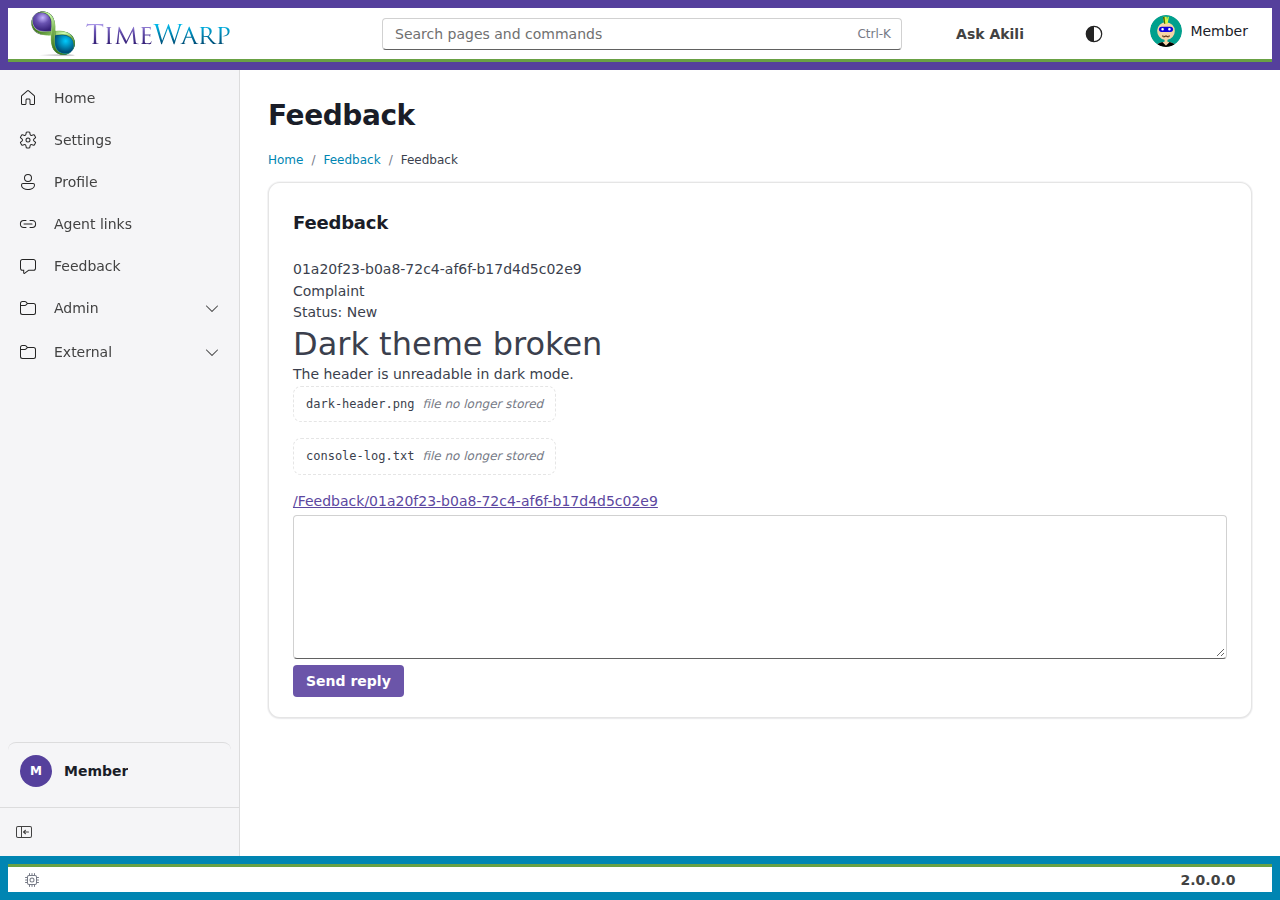 TIMEWARP
Search pages and commands Ctrl-K
Ask Akili
Member
Home
Settings
Profile
Agent links
Feedback
Admin
External
M Member
Feedback
Home / Feedback / Feedback
Feedback
01a20f23-b0a8-72c4-af6f-b17d4d5c02e9
Complaint
Status: New
Dark theme broken
The header is unreadable in dark mode.
dark-header.png file no longer stored
console-log.txt file no longer stored
/Feedback/01a20f23-b0a8-72c4-af6f-b17d4d5c02e9
Send reply
2.0.0.0